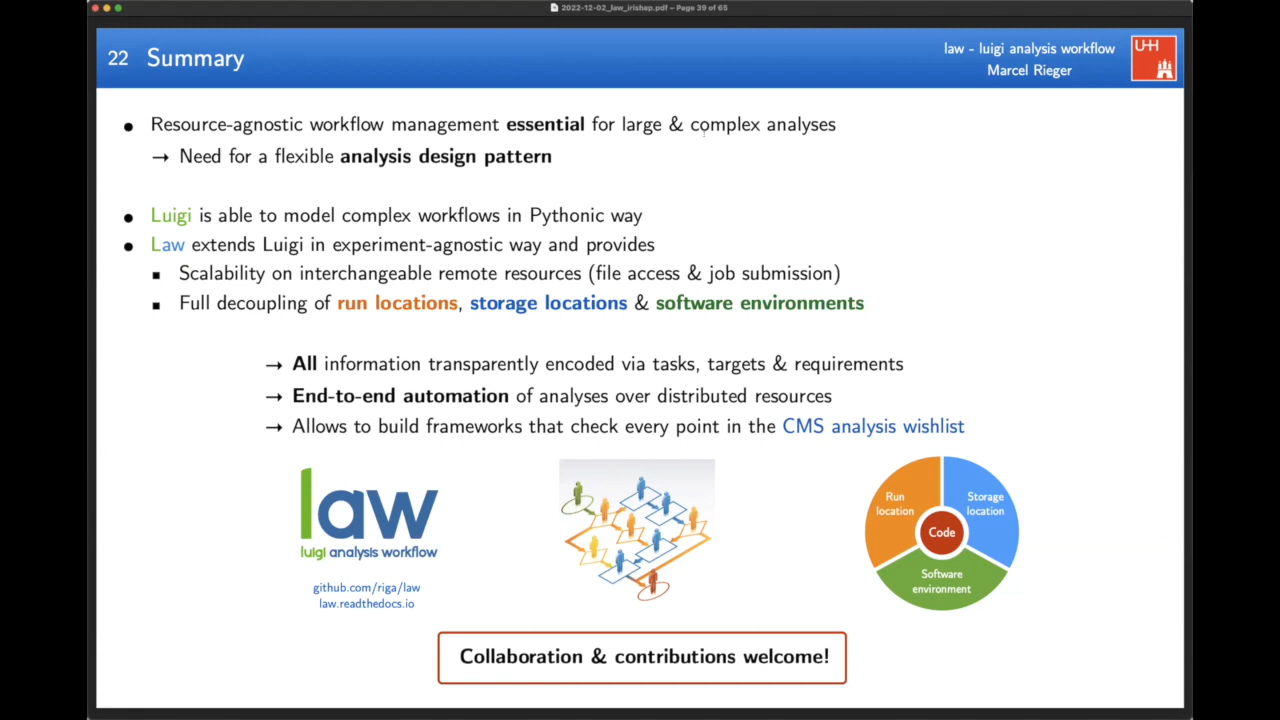 2022-12-02_law_irishep.pdf – Page 39 of 65
22 Summary
law - luigi analysis workflow
Marcel Rieger
UH
● Resource-agnostic workflow management essential for large & complex analyses
→ Need for a flexible analysis design pattern
● Luigi is able to model complex workflows in Pythonic way
● Law extends Luigi in experiment-agnostic way and provides
■ Scalability on interchangeable remote resources (file access & job submission)
■ Full decoupling of run locations, storage locations & software environments
→ All information transparently encoded via tasks, targets & requirements
→ End-to-end automation of analyses over distributed resources
→ Allows to build frameworks that check every point in the CMS analysis wishlist
law
luigi analysis workflow
github.com/riga/law
law.readthedocs.io
Run
location
Storage
location
Code
Software
environment
Collaboration & contributions welcome!